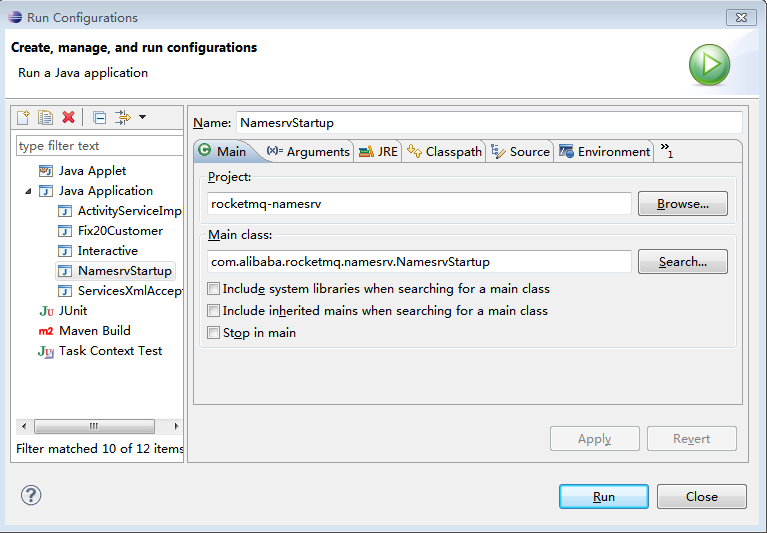 Run Configurations
Create, manage, and run configurations
Run a Java application
type filter text
Java Applet
Java Application
ActivityServiceImpl
Fix20Customer
Interactive
NamesrvStartup
ServicesXmlAccept
JU JUnit
m2 Maven Build
JU Task Context Test
Filter matched 10 of 12 items
Name: NamesrvStartup
Main (x)= Arguments JRE Classpath Source Environment »1
Project:
rocketmq-namesrv Browse...
Main class:
com.alibaba.rocketmq.namesrv.NamesrvStartup Search...
Include system libraries when searching for a main class
Include inherited mains when searching for a main class
Stop in main
Apply Revert
? Run Close